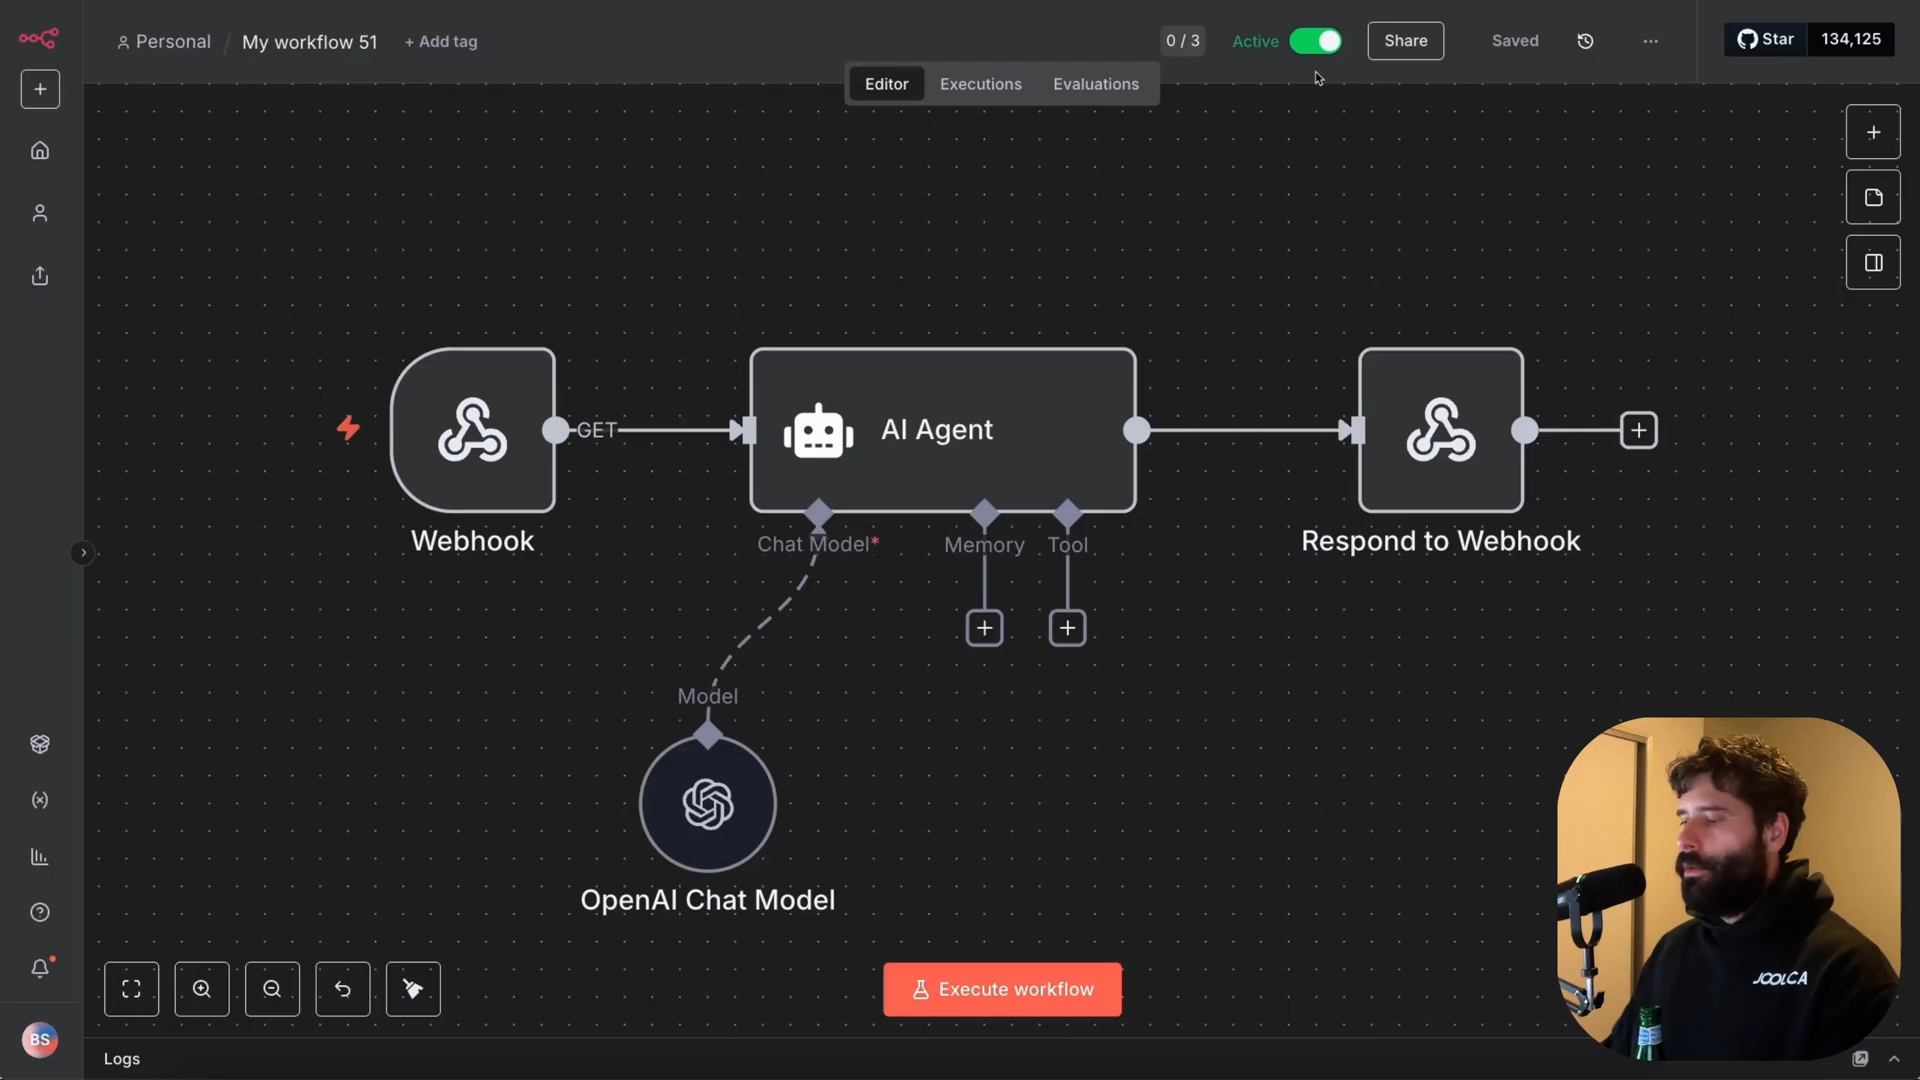 Personal / My workflow 51 + Add tag
0 / 3 Active Share Saved ... Star 134,125
Editor Executions Evaluations
GET
AI Agent
Webhook
Chat Model*
Memory
Tool
Respond to Webhook
Model
OpenAI Chat Model
JOOLCA
Execute workflow
BS
Logs